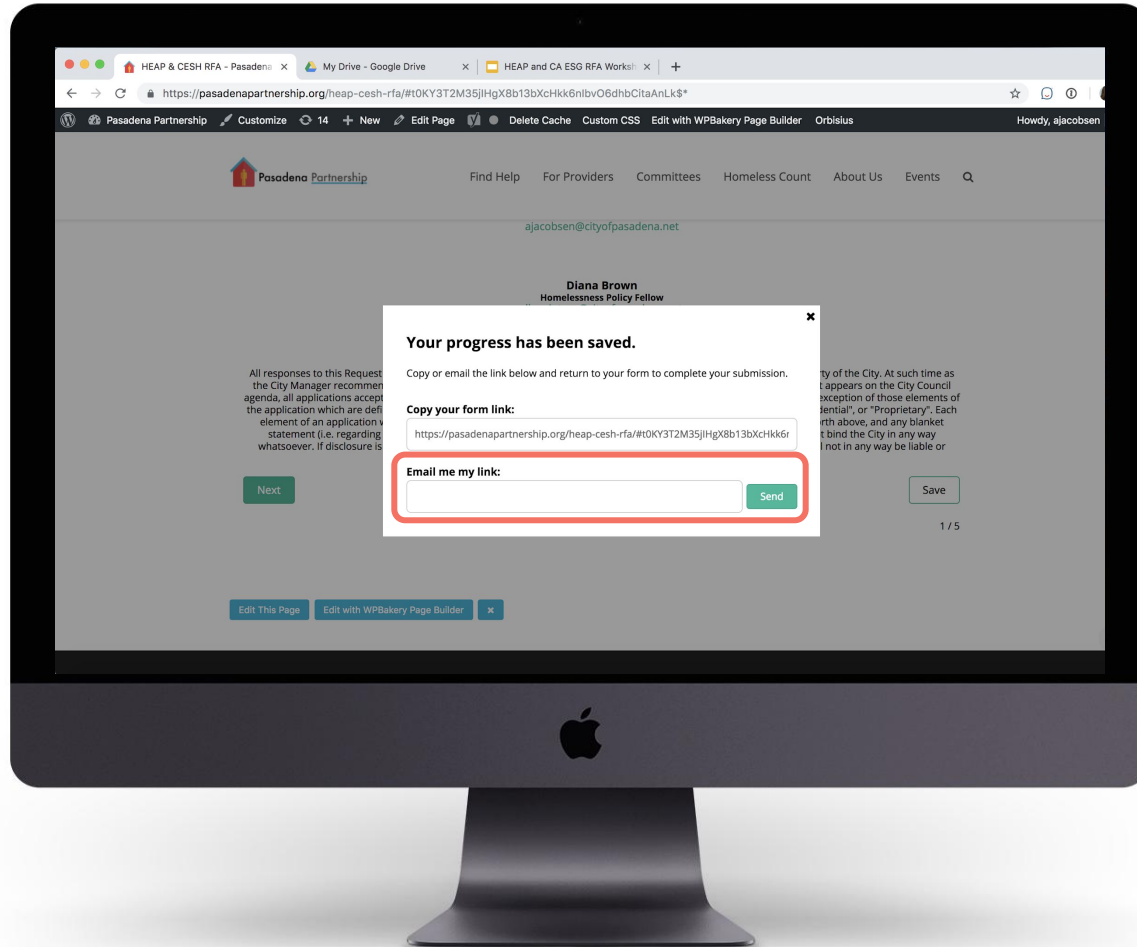 HEAP & CESH RFA - Pasadena
My Drive - Google Drive
HEAP and CA ESG RFA Worksh
https://pasadenapartnership.org/heap-cesh-rfa/#t0KY3T2M35jIHgX8b13bXcHkk6nIbvO6dhbCitaAnLk$*
Pasadena Partnership Customize 14 + New Edit Page Delete Cache Custom CSS Edit with WPBakery Page Builder Orbisius Howdy, ajacobsen
Pasadena Partnership
Find Help For Providers Committees Homeless Count About Us Events
ajacobsen@cityofpasadena.net
Diana Brown
Homelessness Policy Fellow
Your progress has been saved.
Copy or email the link below and return to your form to complete your submission.
Copy your form link:
https://pasadenapartnership.org/heap-cesh-rfa/#t0KY3T2M35jIHgX8b13bXcHkk6
Email me my link:
Send
All responses to this Request ty of the City. At such time as
the City Manager recommen t appears on the City Council
agenda, all applications accept exception of those elements of
the application which are defi dential", or "Proprietary". Each
element of an application w rth above, and any blanket
statement (i.e. regarding t bind the City in any way
whatsoever. If disclosure is l not in any way be liable or
Next
Save
1 / 5
Edit This Page Edit with WPBakery Page Builder ×